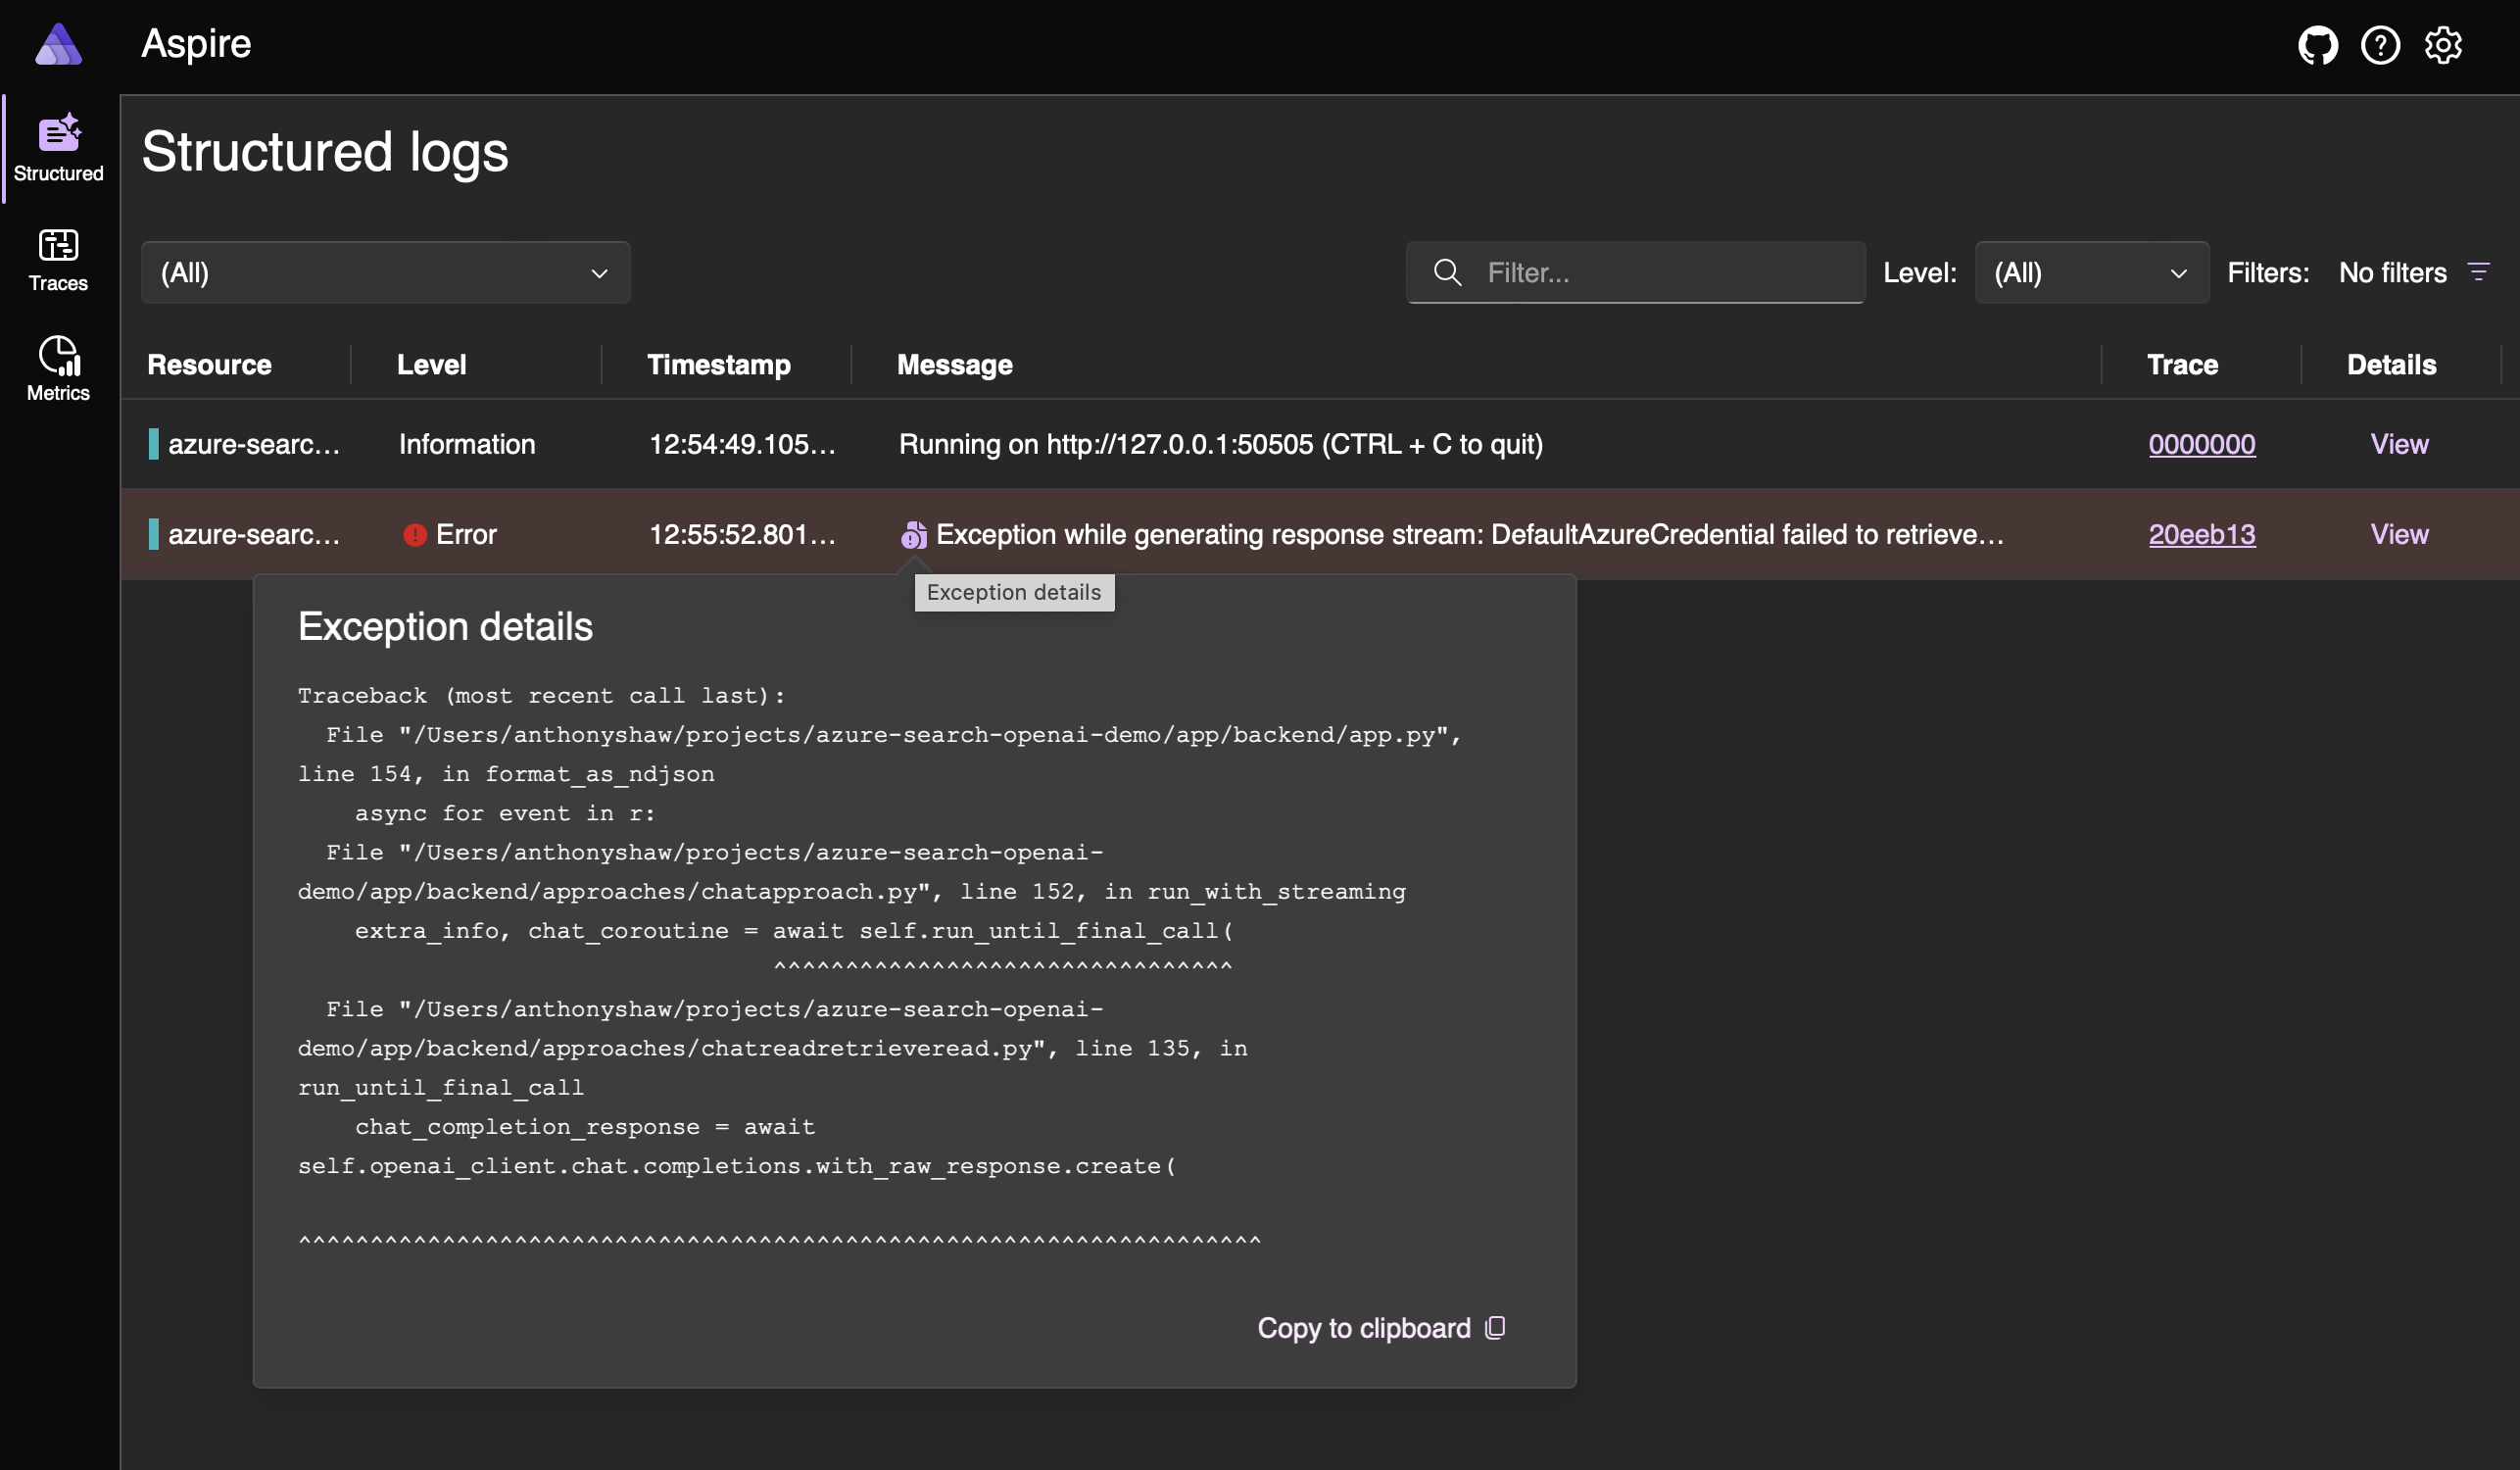 Aspire
Structured
Traces
Metrics
Structured logs
(All)
Filter...
Level:
(All)
Filters:
No filters
Resource Level Timestamp Message Trace Details
azure-searc… Information 12:54:49.105… Running on http://127.0.0.1:50505 (CTRL + C to quit) 0000000 View
azure-searc… Error 12:55:52.801… Exception while generating response stream: DefaultAzureCredential failed to retrieve… 20eeb13 View
Exception details
Exception details
Traceback (most recent call last):
  File "/Users/anthonyshaw/projects/azure-search-openai-demo/app/backend/app.py",
line 154, in format_as_ndjson
    async for event in r:
  File "/Users/anthonyshaw/projects/azure-search-openai-
demo/app/backend/approaches/chatapproach.py", line 152, in run_with_streaming
    extra_info, chat_coroutine = await self.run_until_final_call(
                                 ^^^^^^^^^^^^^^^^^^^^^^^^^^^^^^^^
  File "/Users/anthonyshaw/projects/azure-search-openai-
demo/app/backend/approaches/chatreadretrieveread.py", line 135, in
run_until_final_call
    chat_completion_response = await
self.openai_client.chat.completions.with_raw_response.create(
^^^^^^^^^^^^^^^^^^^^^^^^^^^^^^^^^^^^^^^^^^^^^^^^^^^^^^^^^^^^^^^^^^^
Copy to clipboard